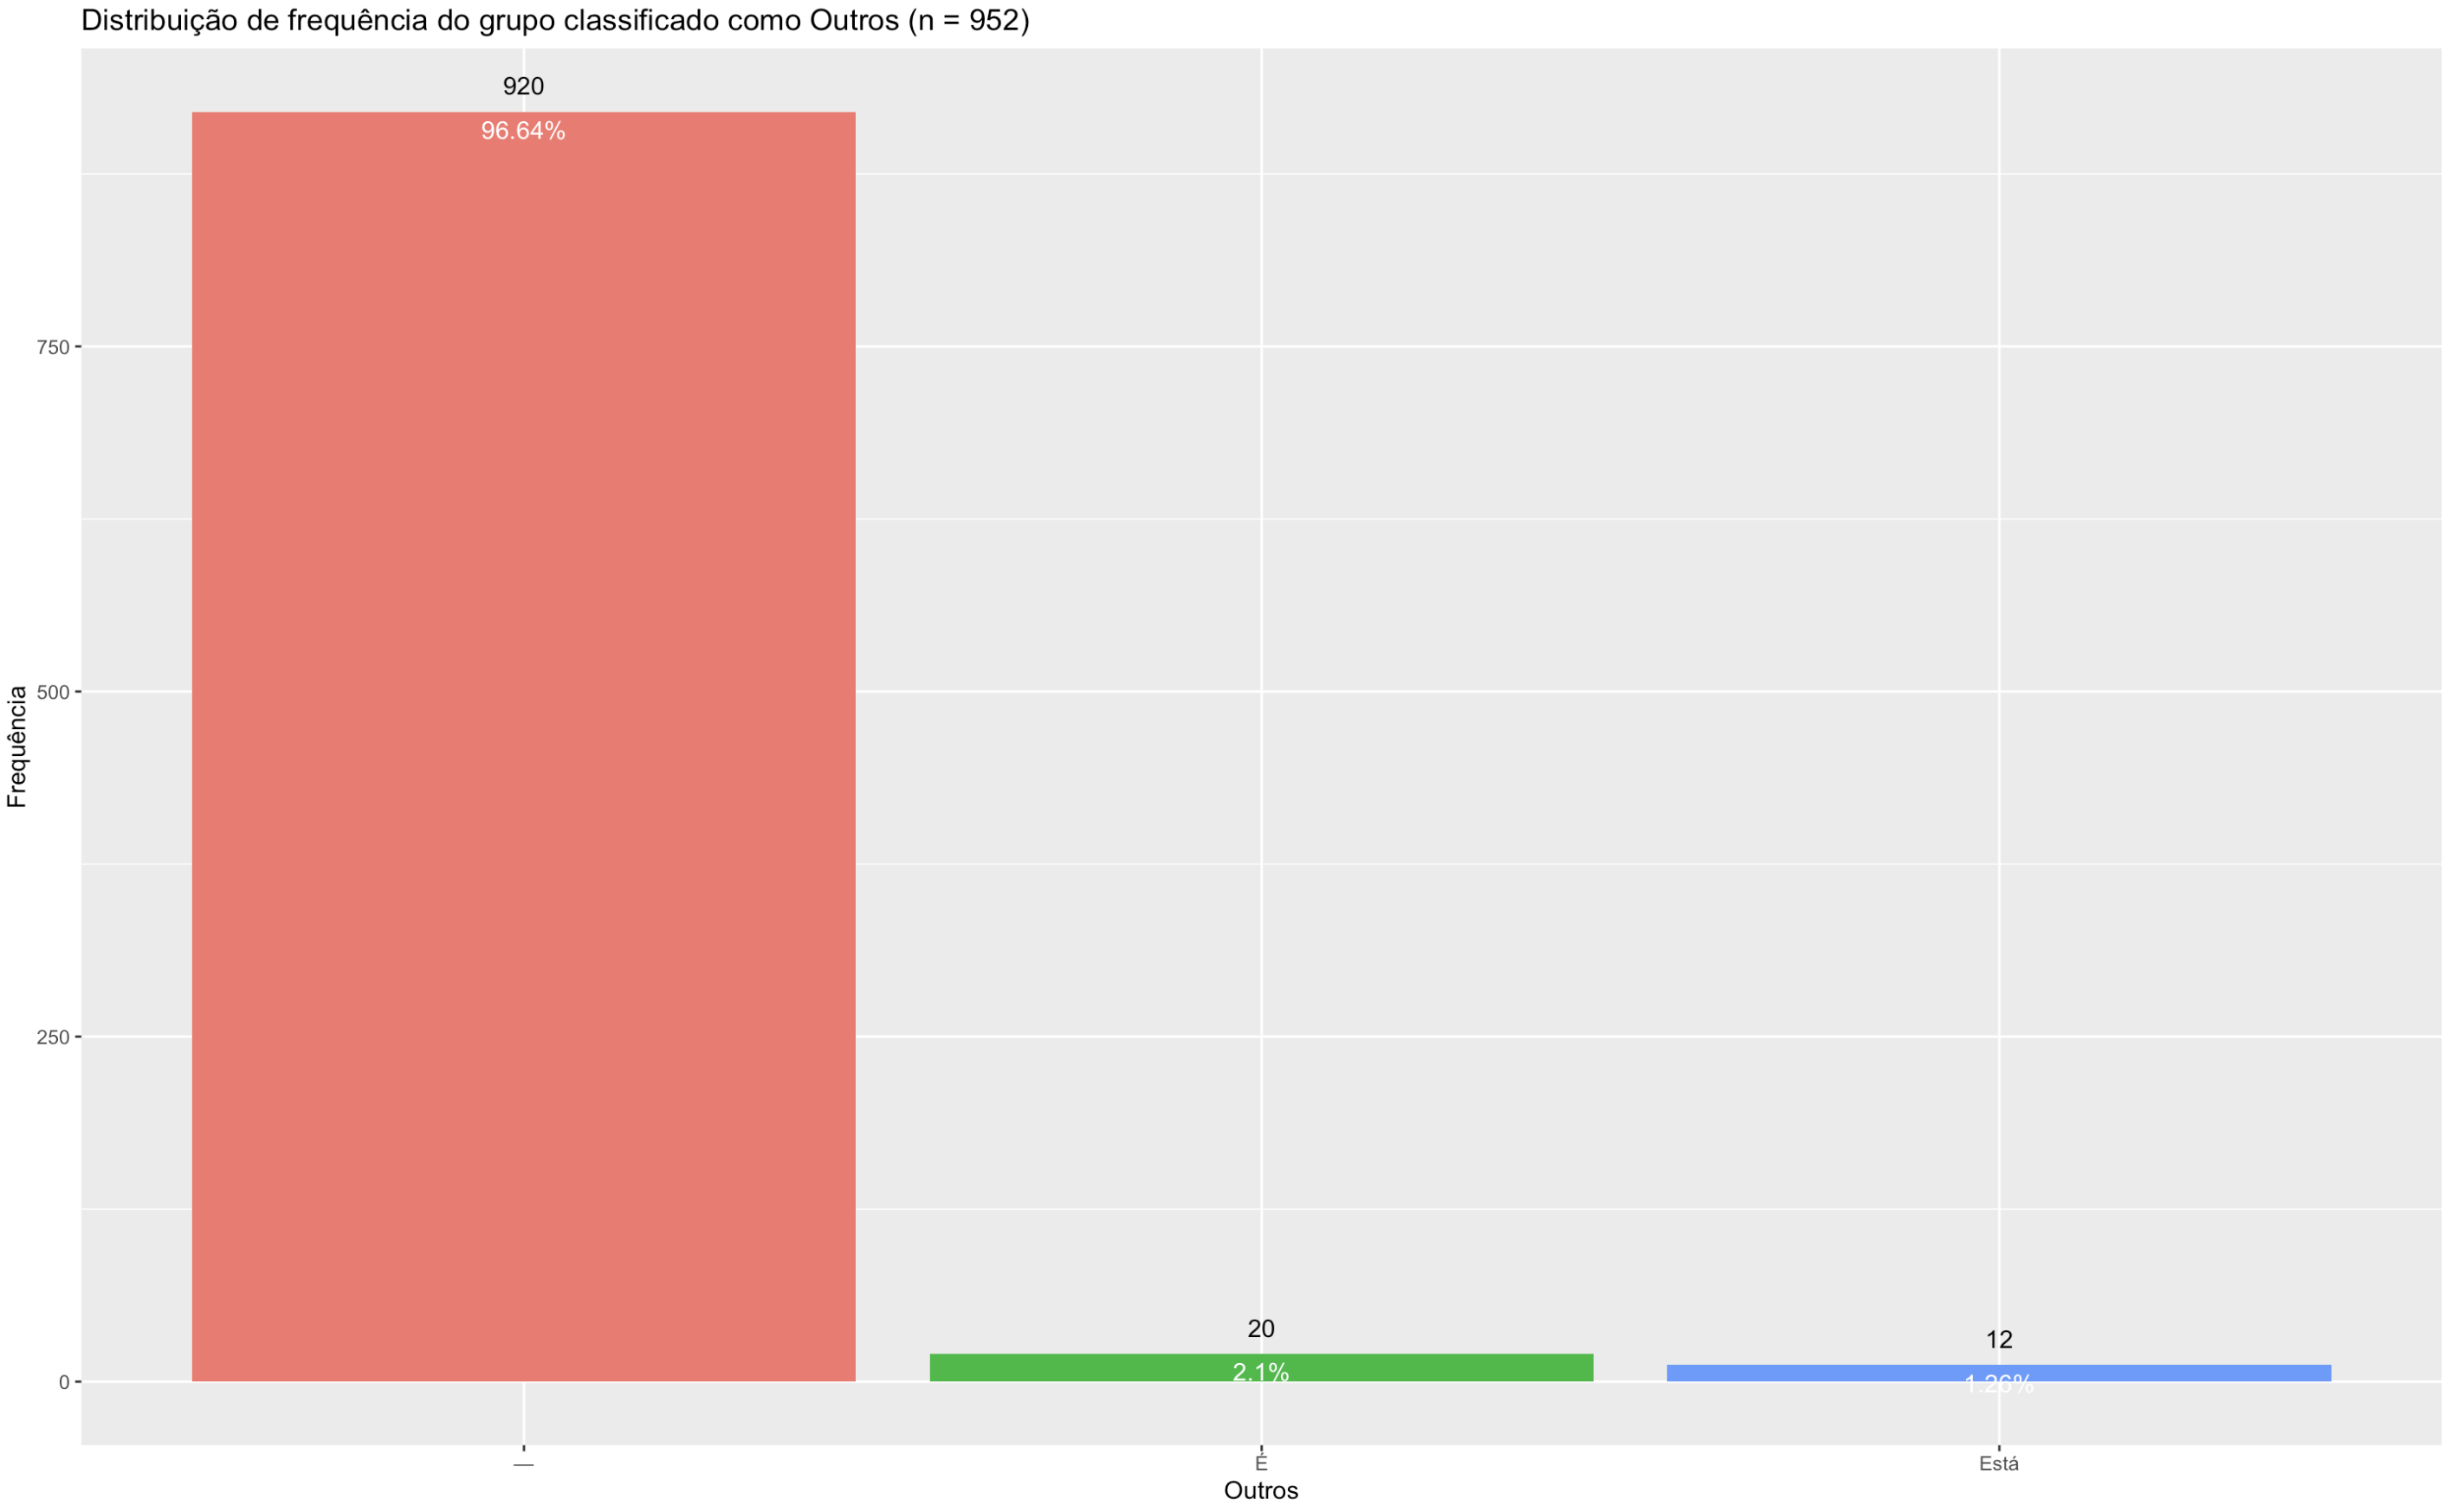 Distribuição de frequência do grupo classificado como Outros (n = 952)
920
96.64%
750
500
Frequência
250
20
2.1%
12
1.26%
0
—
É
Está
Outros